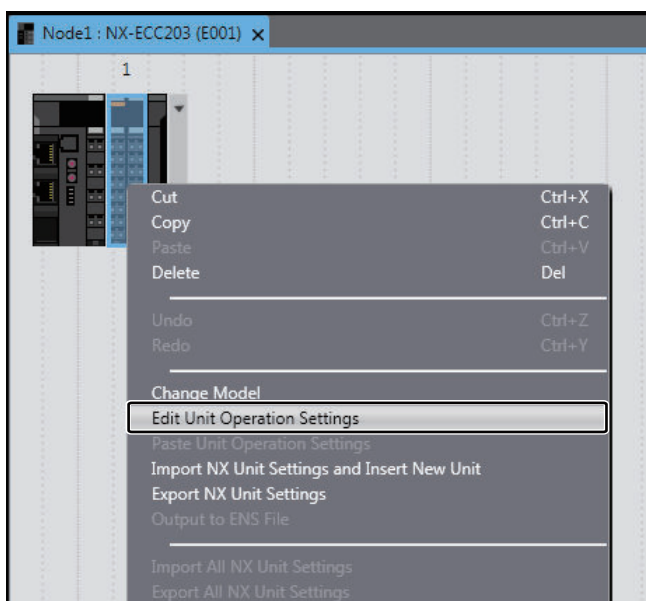 Node1 : NX-ECC203 (E001) ×
1
Cut Ctrl+X
Copy Ctrl+C
Paste Ctrl+V
Delete Del
Undo Ctrl+Z
Redo Ctrl+Y
Change Model
Edit Unit Operation Settings
Paste Unit Operation Settings
Import NX Unit Settings and Insert New Unit
Export NX Unit Settings
Output to ENS File
Import All NX Unit Settings
Export All NX Unit Settings